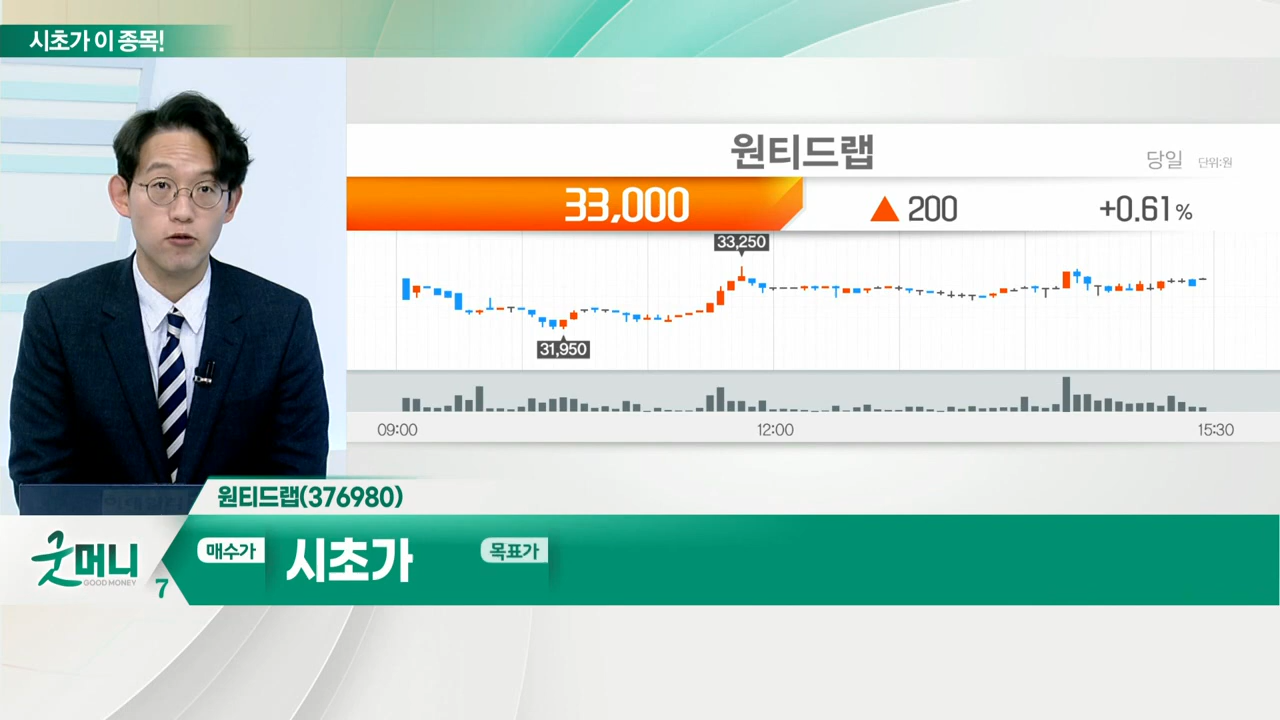 시초가 이 종목!
원티드랩
당일 단위:원
33,000 ▲ 200 +0.61%
33,250
31,950
09:00 12:00 15:30
원티드랩(376980)
굿머니
GOOD MONEY
7
매수가 시초가 목표가